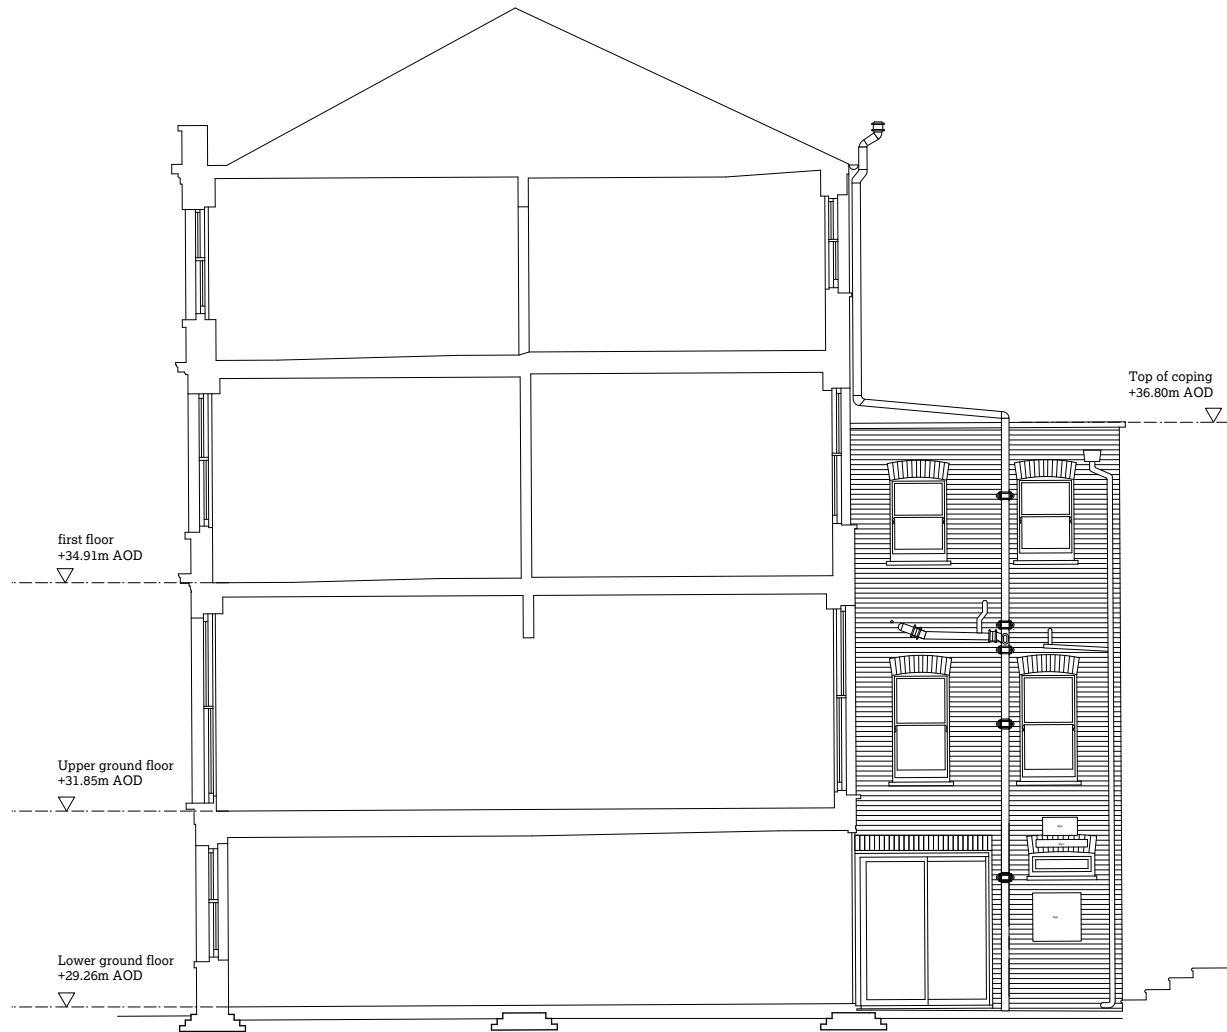 Top of coping
+36.80m AOD
first floor
+34.91m AOD
Upper ground floor
+31.85m AOD
Lower ground floor
+29.26m AOD